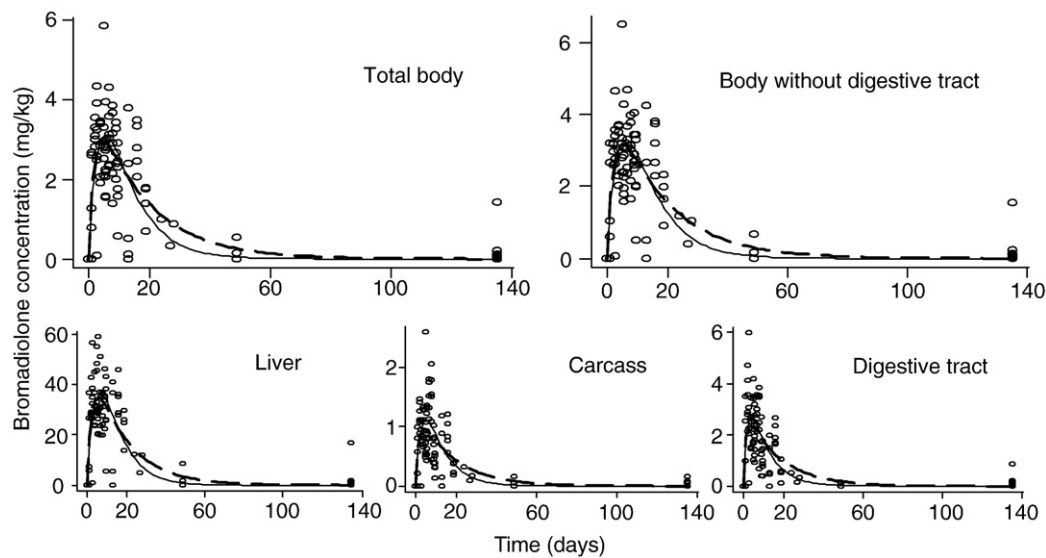 Bromadiolone concentration (mg/kg)
6
4
2
0
Total body
0 20 60 100 140
6
4
2
0
Body without digestive tract
0 20 60 100 140
60
40
20
0
Liver
0 20 60 100 140
2
1
0
Carcass
0 20 60 100 140
6
4
2
0
Digestive tract
0 20 60 100 140
Time (days)